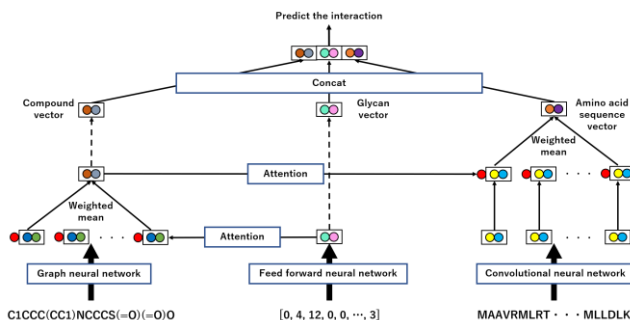 Predict the interaction
Concat
Compound
vector
Glycan
vector
Amino acid
sequence
vector
Weighted
mean
Attention
Weighted
mean
Attention
Graph neural network
Feed forward neural network
Convolutional neural network
C1CCC(CC1)NCCCS(=O)(=O)O
[0, 4, 12, 0, 0, ···, 3]
MAAVRMLRT · · · MLLDLK